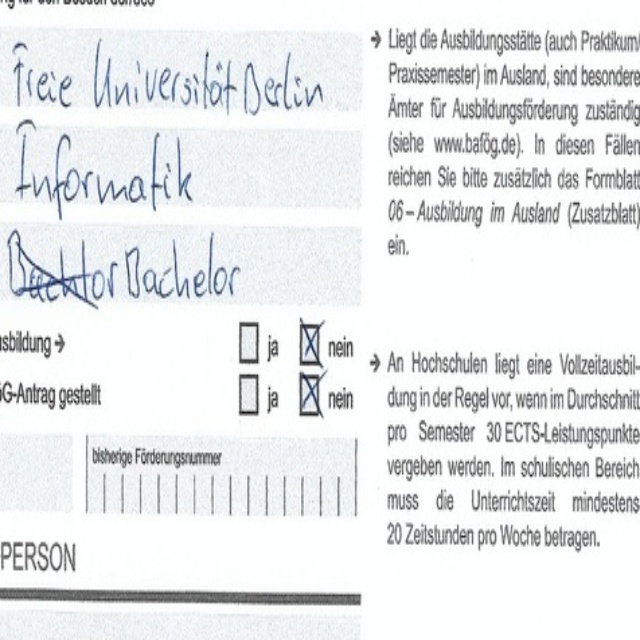 Freie Universität Berlin
Informatik
Bachelor
ja nein
G-Antrag gestellt ja nein
bisherige Förderungsnummer
PERSON
→ Liegt die Ausbildungsstätte (auch Praktikum/
Praxissemester) im Ausland, sind besondere
Ämter für Ausbildungsförderung zuständig
(siehe www.bafög.de). In diesen Fällen
reichen Sie bitte zusätzlich das Formblatt
06 – Ausbildung im Ausland (Zusatzblatt)
ein.
→ An Hochschulen liegt eine Vollzeitausbil-
dung in der Regel vor, wenn im Durchschnitt
pro Semester 30 ECTS-Leistungspunkte
vergeben werden. Im schulischen Bereich
muss die Unterrichtszeit mindestens
20 Zeitstunden pro Woche betragen.